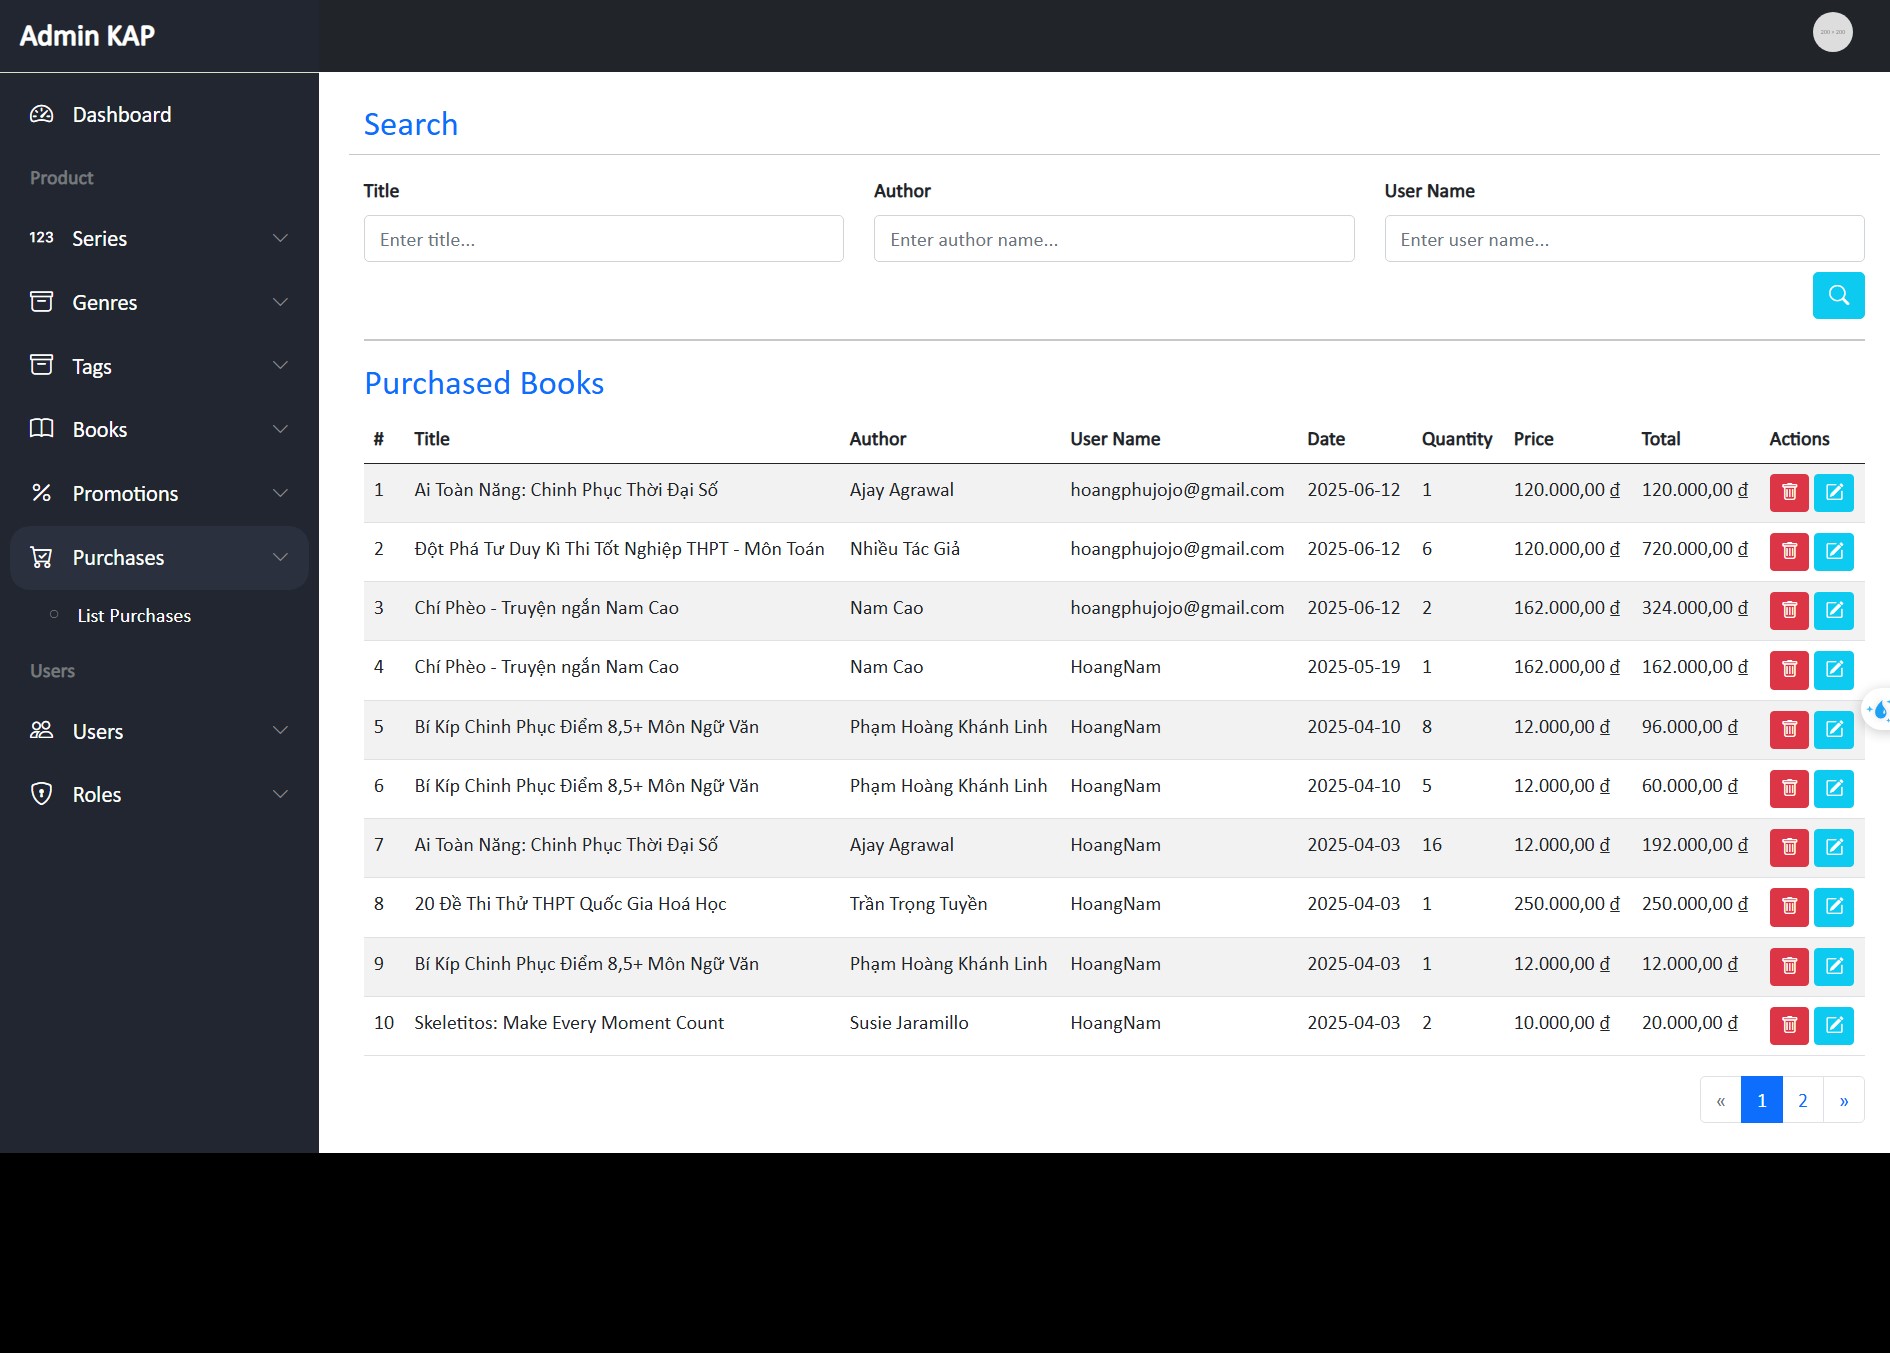 Admin KAP
200 × 200
Dashboard
Product
123 Series
Genres
Tags
Books
Promotions
Purchases
List Purchases
Users
Users
Roles
Search
Title Author User Name
Enter title... Enter author name... Enter user name...
Purchased Books
# Title Author User Name Date Quantity Price Total Actions
1 Ai Toàn Năng: Chinh Phục Thời Đại Số Ajay Agrawal hoangphujojo@gmail.com 2025-06-12 1 120.000,00 ₫ 120.000,00 ₫
2 Đột Phá Tư Duy Kì Thi Tốt Nghiệp THPT - Môn Toán Nhiều Tác Giả hoangphujojo@gmail.com 2025-06-12 6 120.000,00 ₫ 720.000,00 ₫
3 Chí Phèo - Truyện ngắn Nam Cao Nam Cao hoangphujojo@gmail.com 2025-06-12 2 162.000,00 ₫ 324.000,00 ₫
4 Chí Phèo - Truyện ngắn Nam Cao Nam Cao HoangNam 2025-05-19 1 162.000,00 ₫ 162.000,00 ₫
5 Bí Kíp Chinh Phục Điểm 8,5+ Môn Ngữ Văn Phạm Hoàng Khánh Linh HoangNam 2025-04-10 8 12.000,00 ₫ 96.000,00 ₫
6 Bí Kíp Chinh Phục Điểm 8,5+ Môn Ngữ Văn Phạm Hoàng Khánh Linh HoangNam 2025-04-10 5 12.000,00 ₫ 60.000,00 ₫
7 Ai Toàn Năng: Chinh Phục Thời Đại Số Ajay Agrawal HoangNam 2025-04-03 16 12.000,00 ₫ 192.000,00 ₫
8 20 Đề Thi Thử THPT Quốc Gia Hoá Học Trần Trọng Tuyền HoangNam 2025-04-03 1 250.000,00 ₫ 250.000,00 ₫
9 Bí Kíp Chinh Phục Điểm 8,5+ Môn Ngữ Văn Phạm Hoàng Khánh Linh HoangNam 2025-04-03 1 12.000,00 ₫ 12.000,00 ₫
10 Skeletitos: Make Every Moment Count Susie Jaramillo HoangNam 2025-04-03 2 10.000,00 ₫ 20.000,00 ₫
« 1 2 »